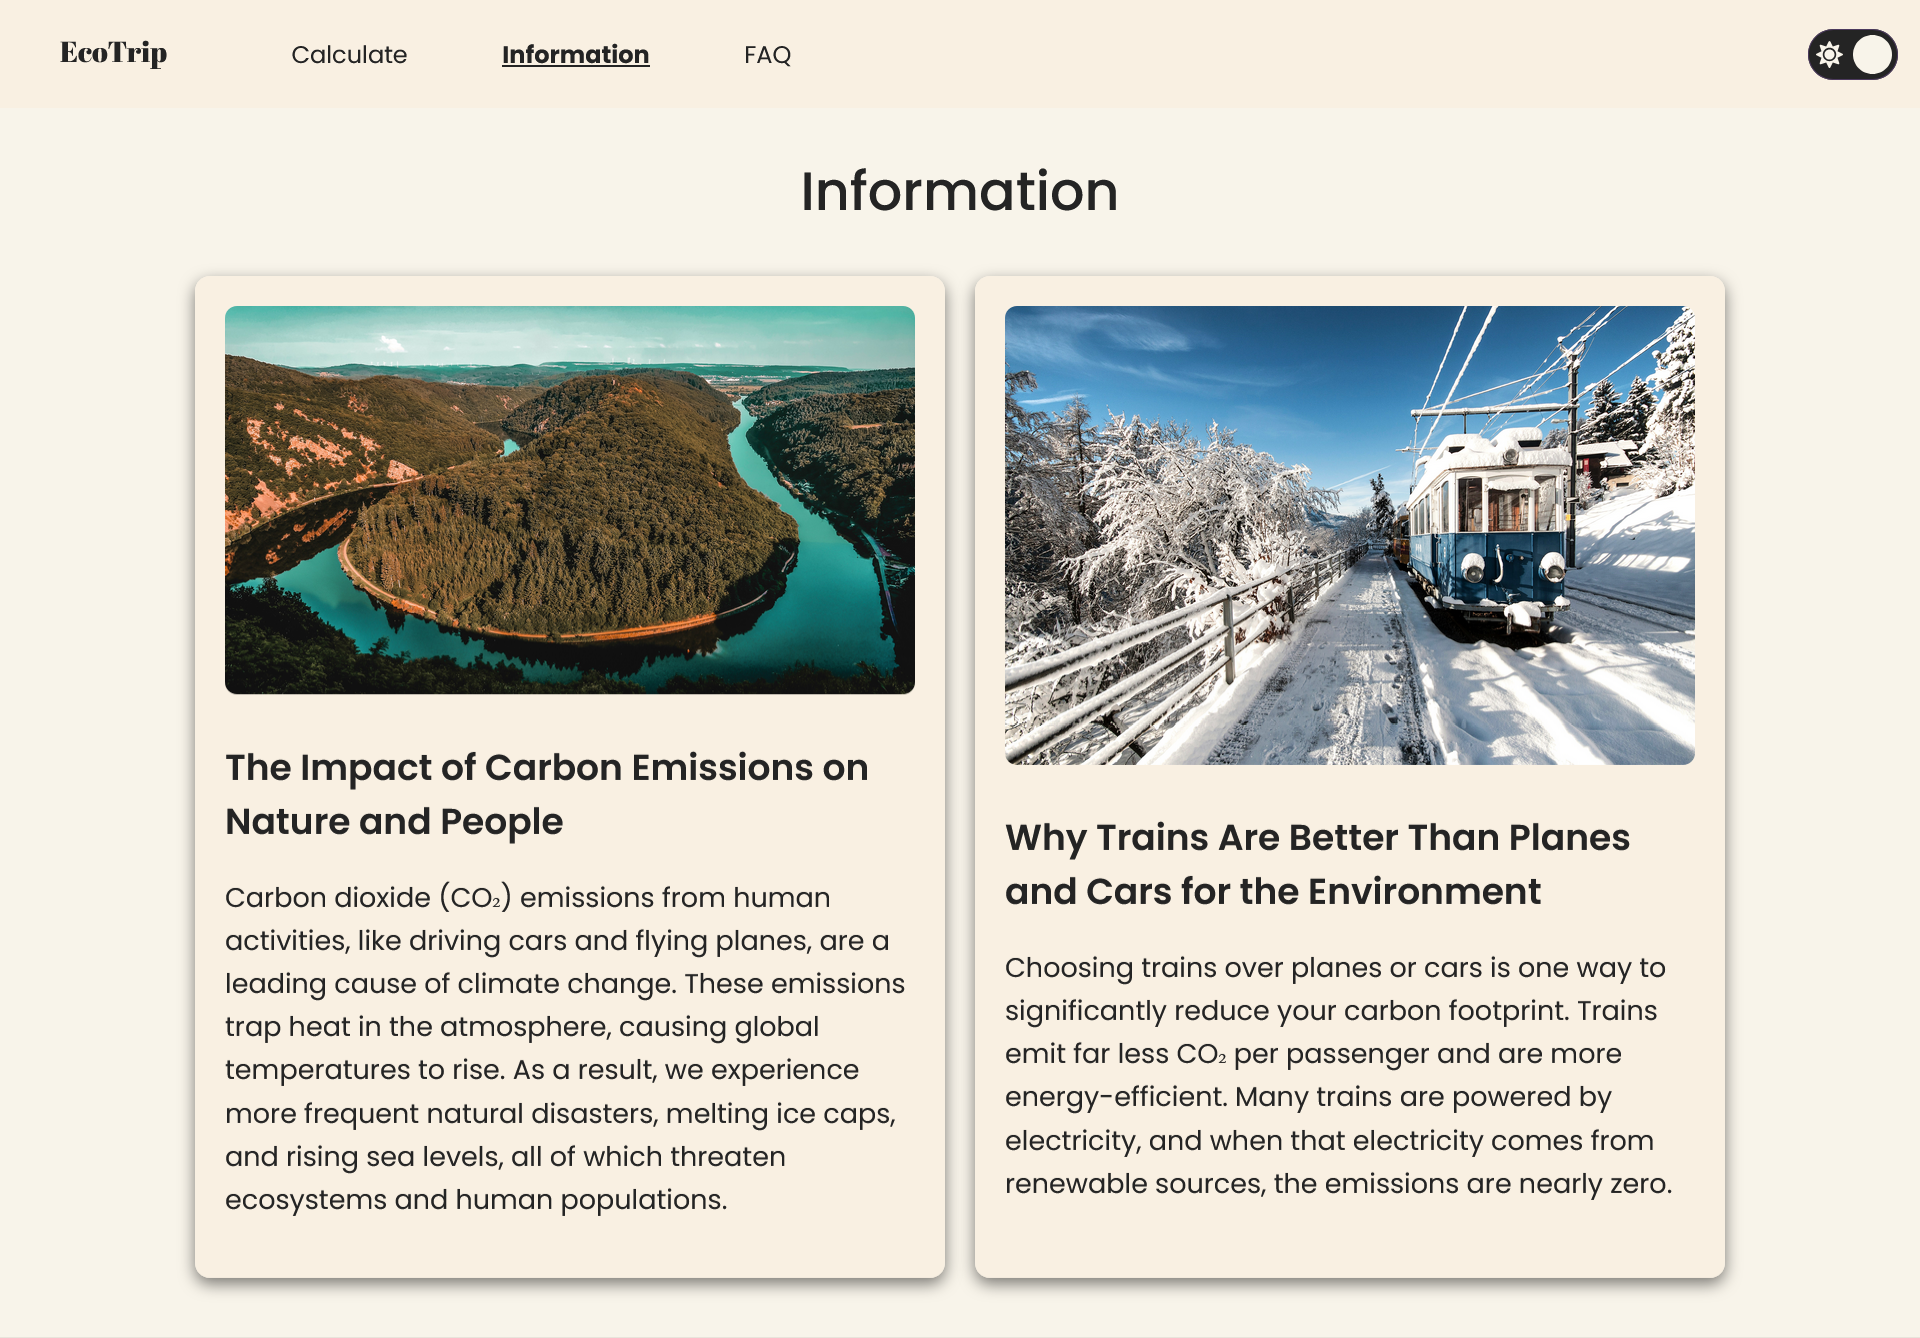 EcoTrip
Calculate
Information
FAQ
Information
The Impact of Carbon Emissions on
Nature and People
Carbon dioxide (CO₂) emissions from human
activities, like driving cars and flying planes, are a
leading cause of climate change. These emissions
trap heat in the atmosphere, causing global
temperatures to rise. As a result, we experience
more frequent natural disasters, melting ice caps,
and rising sea levels, all of which threaten
ecosystems and human populations.
Why Trains Are Better Than Planes
and Cars for the Environment
Choosing trains over planes or cars is one way to
significantly reduce your carbon footprint. Trains
emit far less CO₂ per passenger and are more
energy-efficient. Many trains are powered by
electricity, and when that electricity comes from
renewable sources, the emissions are nearly zero.